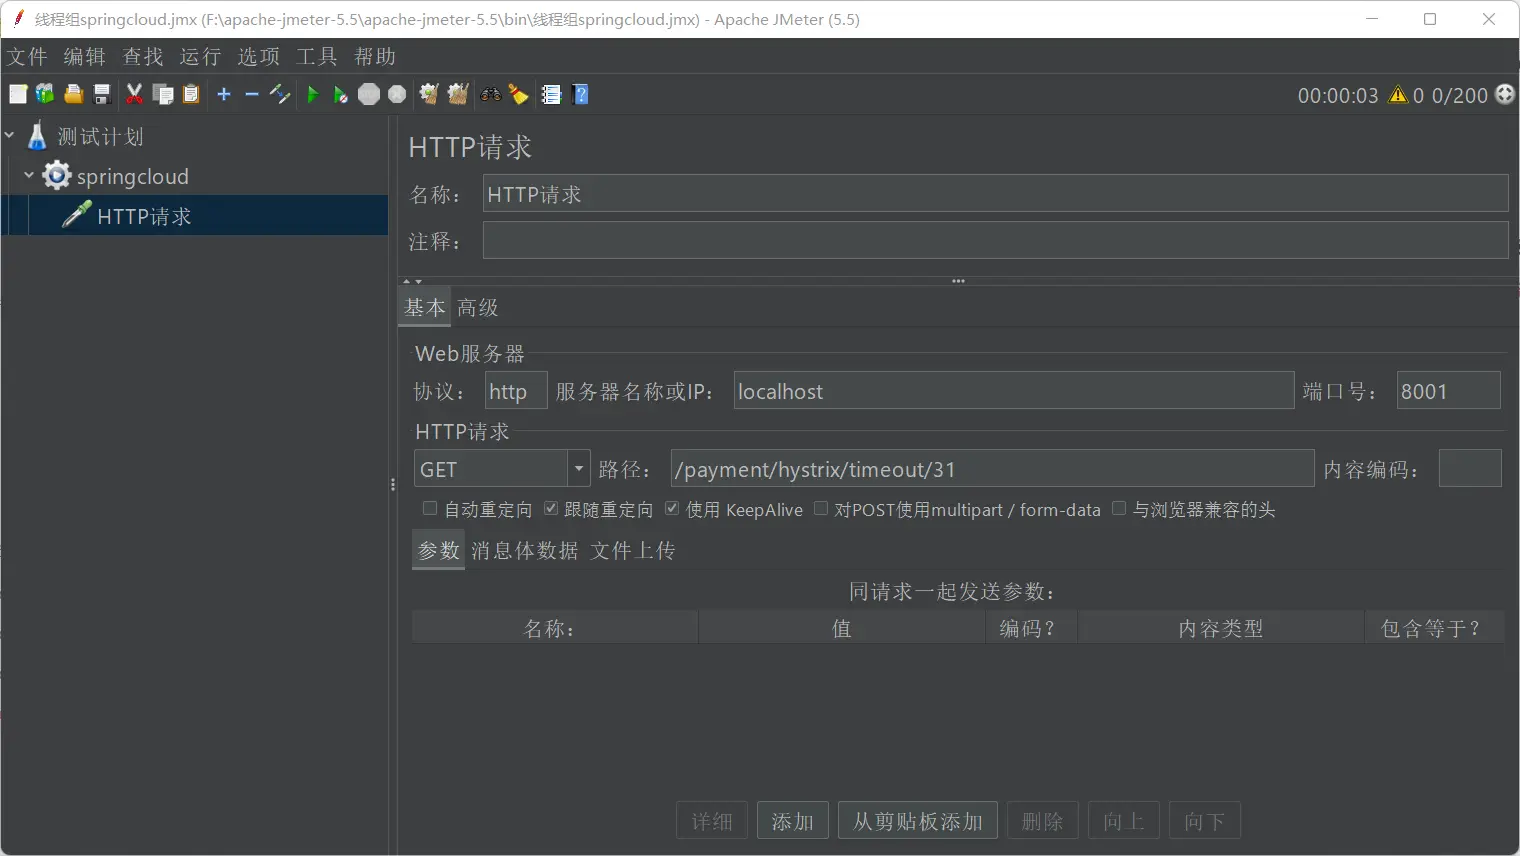 线程组springcloud.jmx (F:\apache-jmeter-5.5\apache-jmeter-5.5\bin\线程组springcloud.jmx) - Apache JMeter (5.5)
文件 编辑 查找 运行 选项 工具 帮助
00:00:03 0 0/200
测试计划
springcloud
HTTP请求
HTTP请求
名称： HTTP请求
注释：
基本 高级
Web服务器
协议： http 服务器名称或IP： localhost 端口号： 8001
HTTP请求
GET 路径： /payment/hystrix/timeout/31 内容编码：
自动重定向 跟随重定向 使用 KeepAlive 对POST使用multipart / form-data 与浏览器兼容的头
参数 消息体数据 文件上传
同请求一起发送参数：
名称： 值 编码？ 内容类型 包含等于？
详细 添加 从剪贴板添加 删除 向上 向下